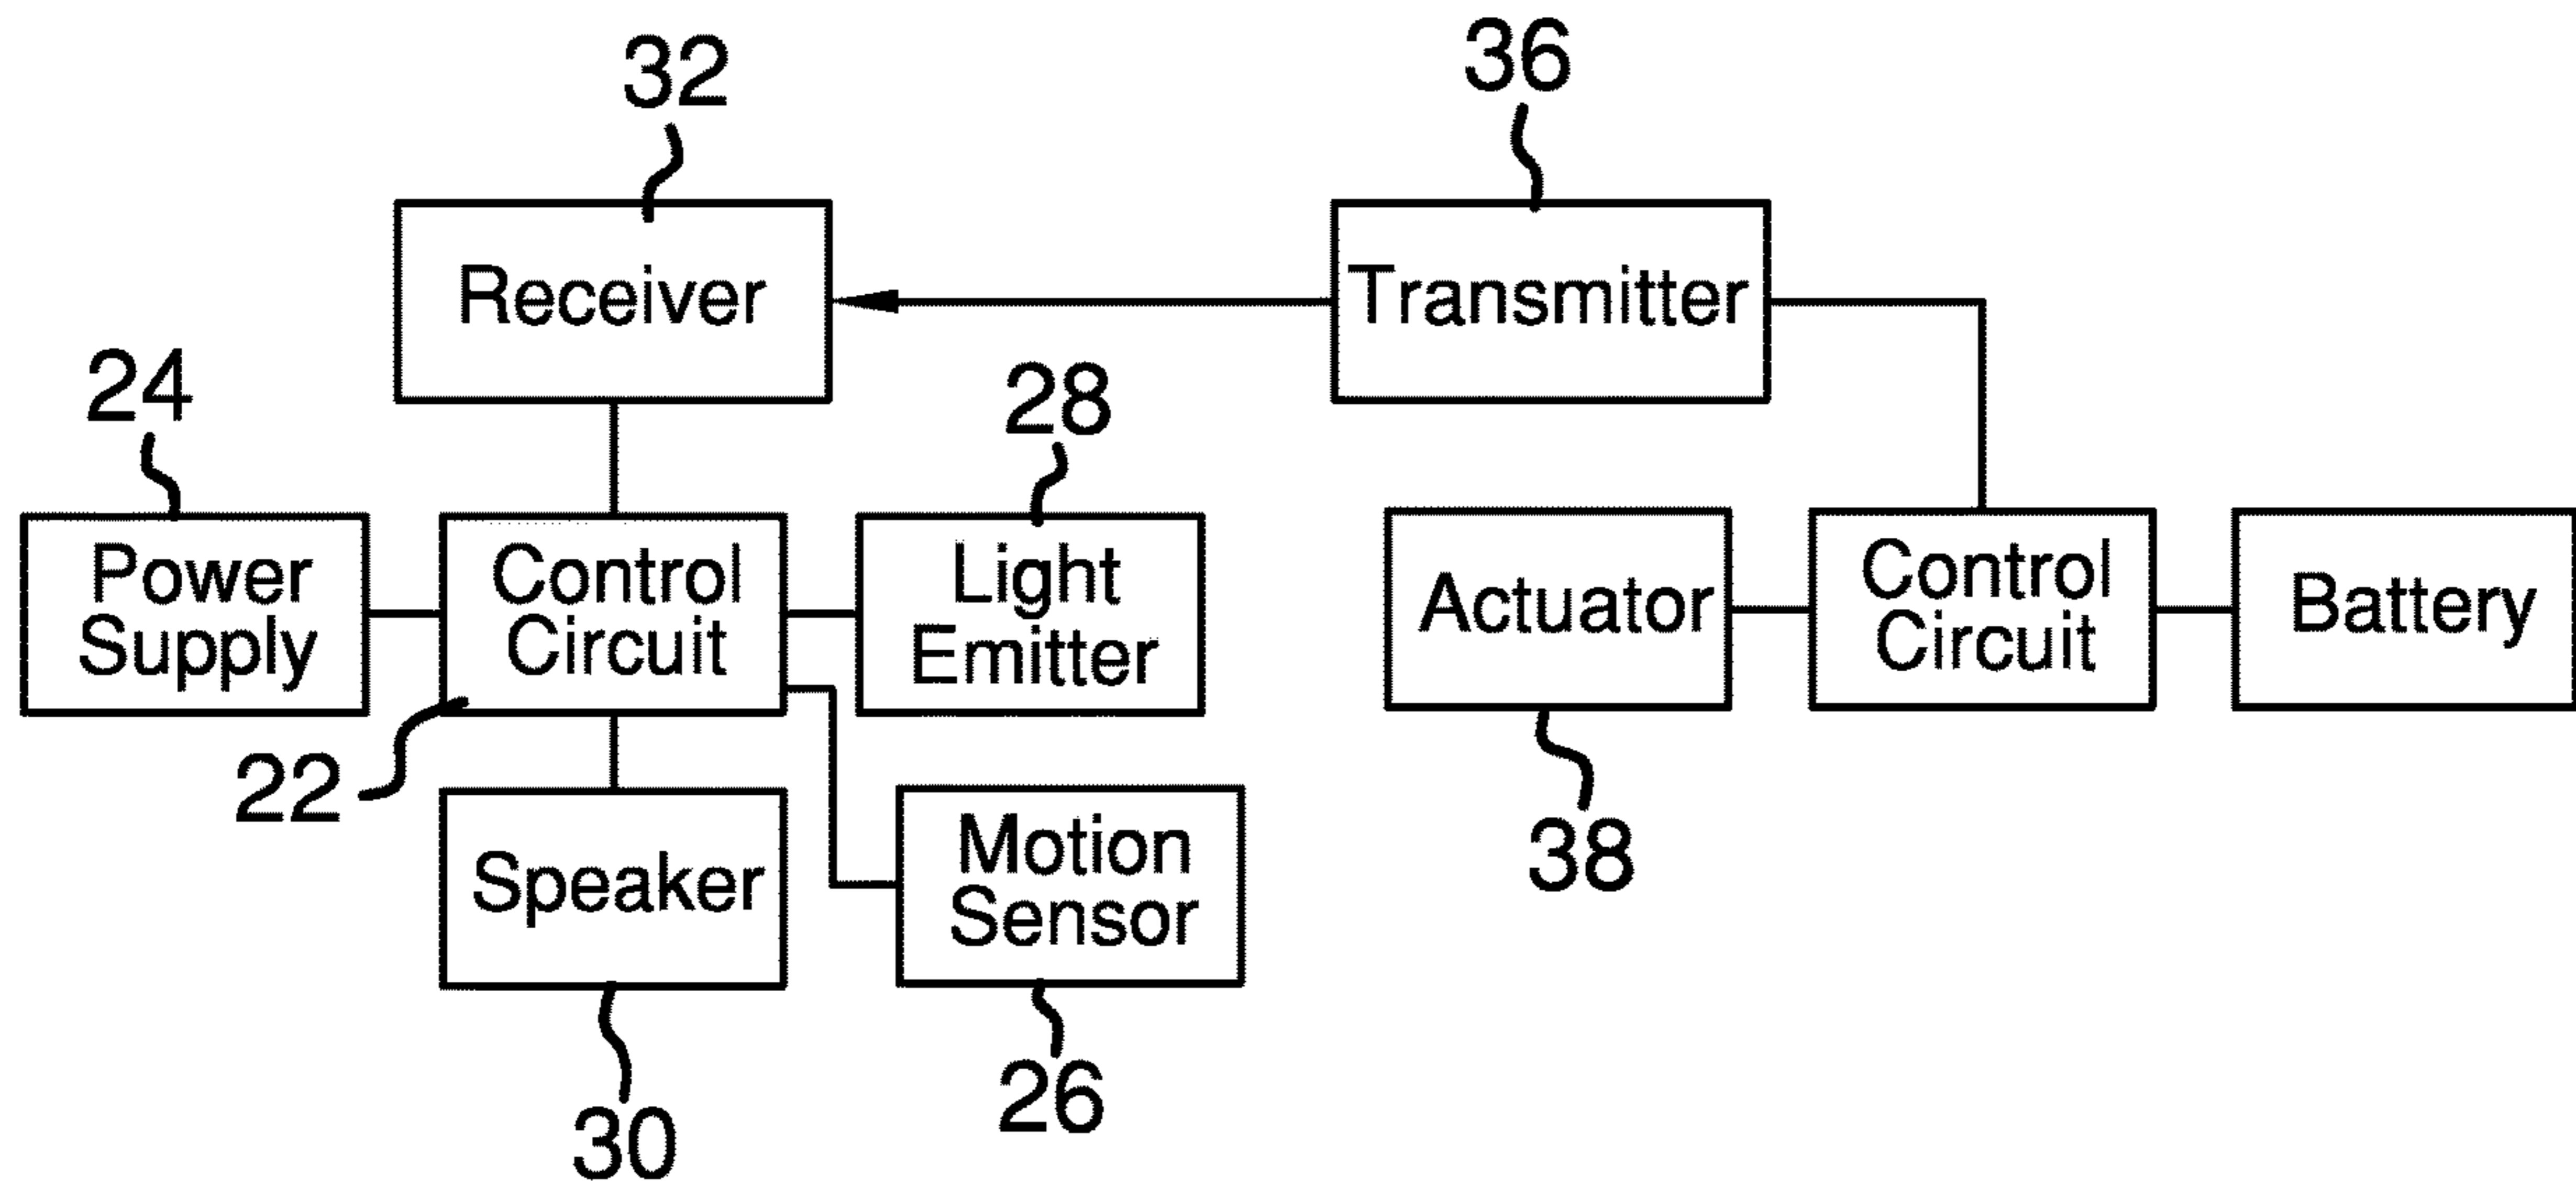 32
36
Receiver
Transmitter
24
28
Power
Supply
Control
Circuit
Light
Emitter
Actuator
Control
Circuit
Battery
22
Speaker
Motion
Sensor
38
30
26